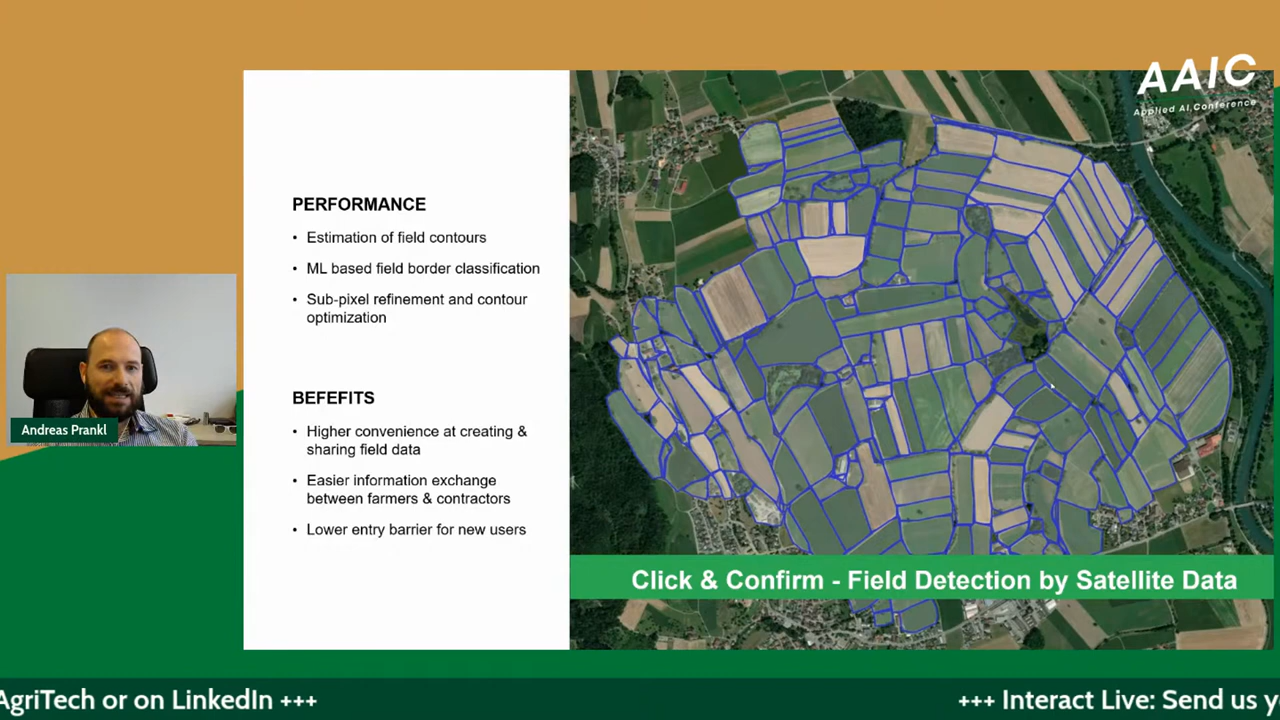 AAIC
Applied AI Conference
PERFORMANCE
• Estimation of field contours
• ML based field border classification
• Sub-pixel refinement and contour
optimization
BEFEFITS
• Higher convenience at creating &
sharing field data
• Easier information exchange
between farmers & contractors
• Lower entry barrier for new users
Andreas Prankl
Click & Confirm - Field Detection by Satellite Data
AgriTech or on LinkedIn +++
+++ Interact Live: Send us y